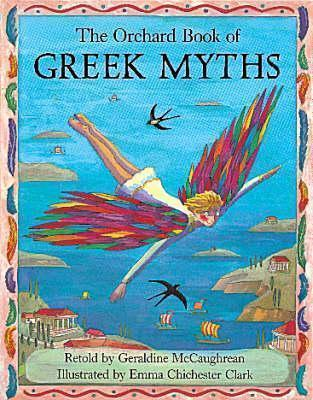 The Orchard Book of
GREEK MYTHS
Retold by Geraldine McCaughrean
Illustrated by Emma Chichester Clark